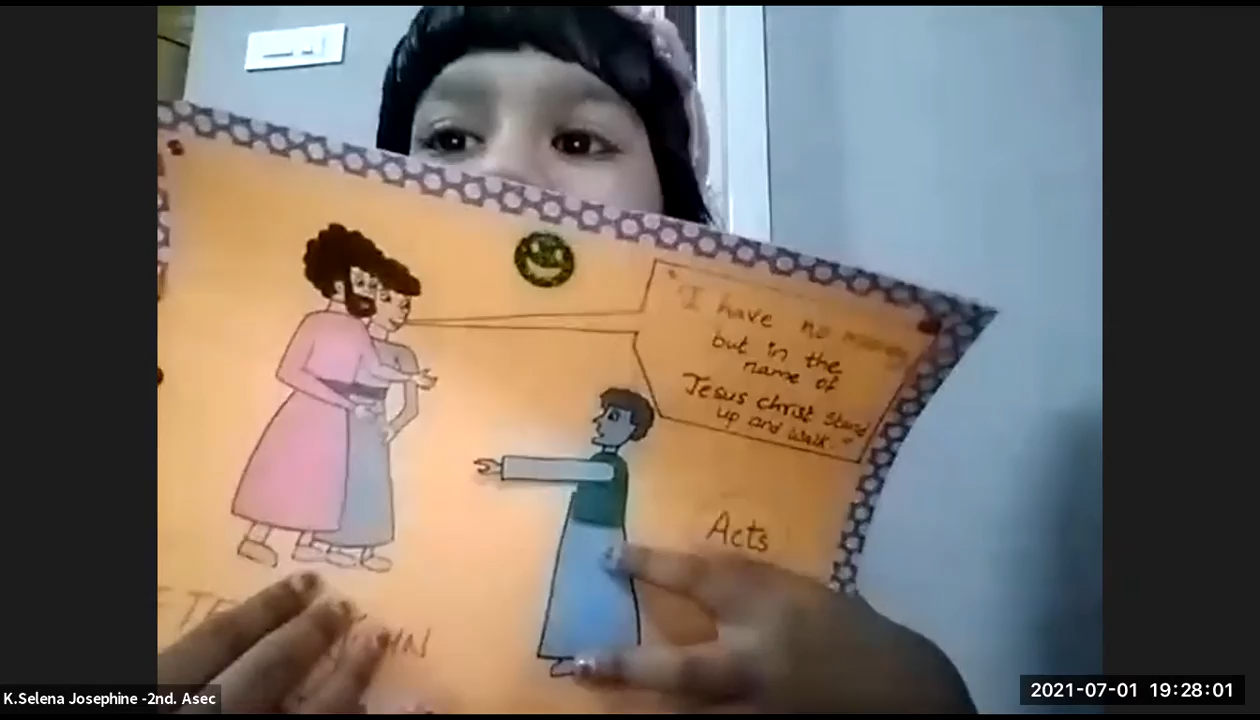 "I have no money
but in the
name of
Jesus christ stand
up and walk."
Acts
K.Selena Josephine -2nd. Asec
2021-07-01 19:28:01